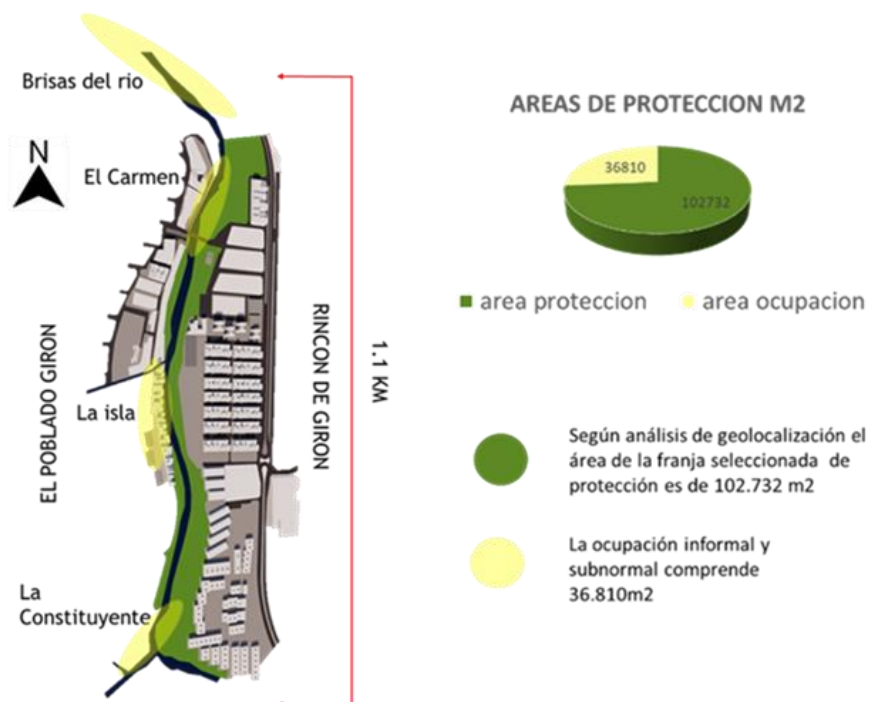 Brisas del rio
N
El Carmen
EL POBLADO GIRON
La isla
La
Constituyente
RINCON DE GIRON
1.1 KM
AREAS DE PROTECCION M2
36810
102732
area proteccion
area ocupacion
Según análisis de geolocalización el
área de la franja seleccionada de
protección es de 102.732 m2
La ocupación informal y
subnormal comprende
36.810m2